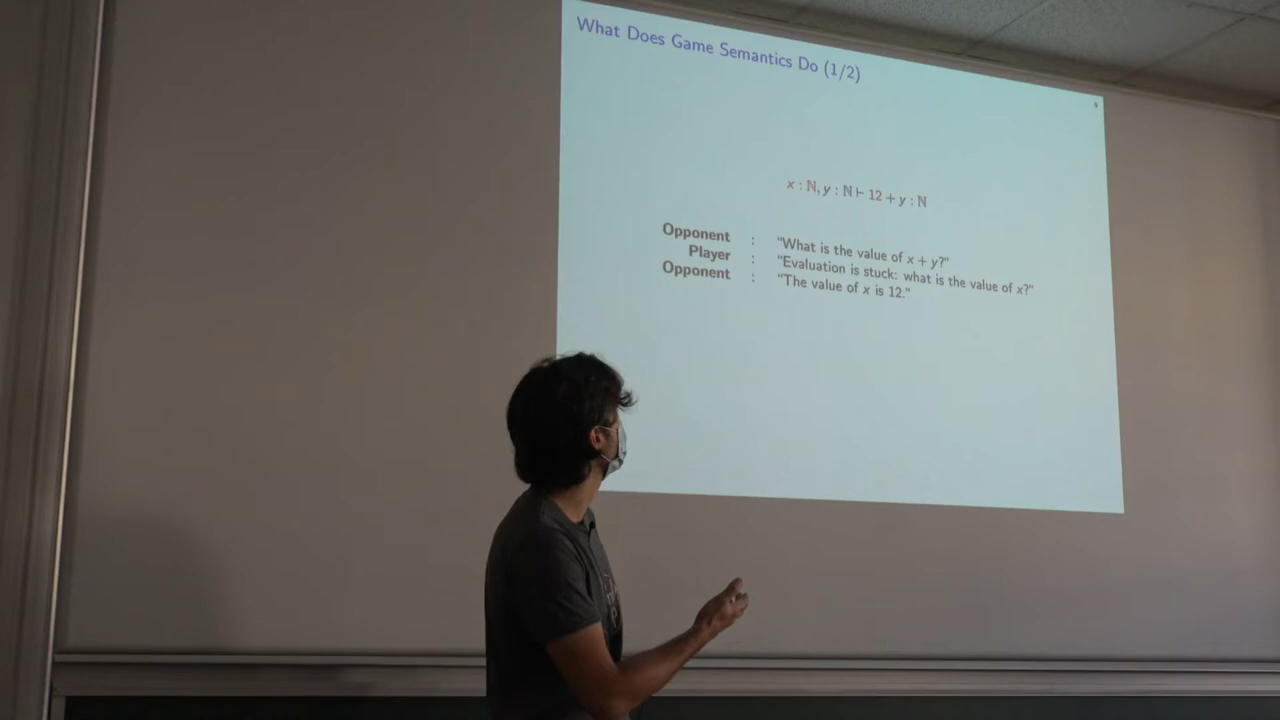 What Does Game Semantics Do (1/2)
x : ℕ, y : ℕ ⊢ 12 + y : ℕ
Opponent : "What is the value of x + y?"
Player : "Evaluation is stuck: what is the value of x?"
Opponent : "The value of x is 12."